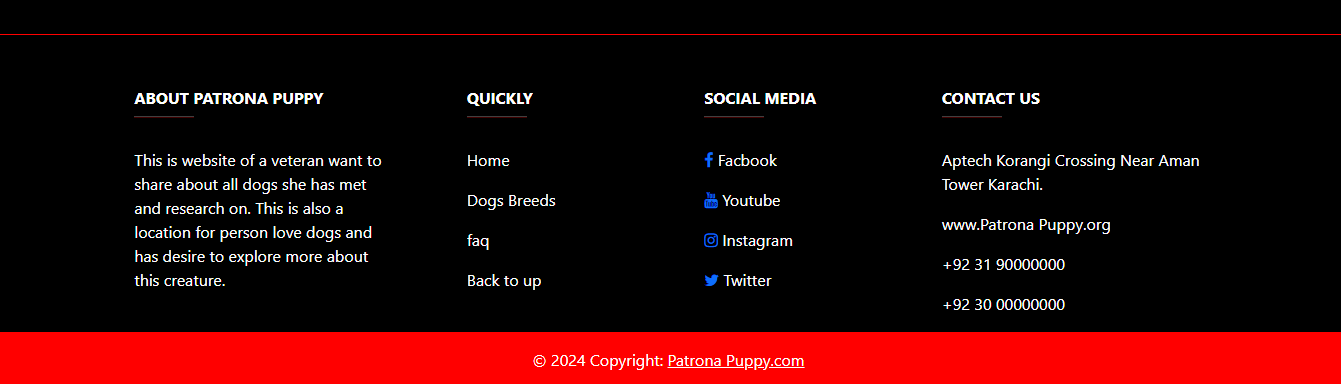 ABOUT PATRONA PUPPY
This is website of a veteran want to
share about all dogs she has met
and research on. This is also a
location for person love dogs and
has desire to explore more about
this creature.
QUICKLY
Home
Dogs Breeds
faq
Back to up
SOCIAL MEDIA
Facbook
Youtube
Instagram
Twitter
CONTACT US
Aptech Korangi Crossing Near Aman
Tower Karachi.
www.Patrona Puppy.org
+92 31 90000000
+92 30 00000000
© 2024 Copyright: Patrona Puppy.com